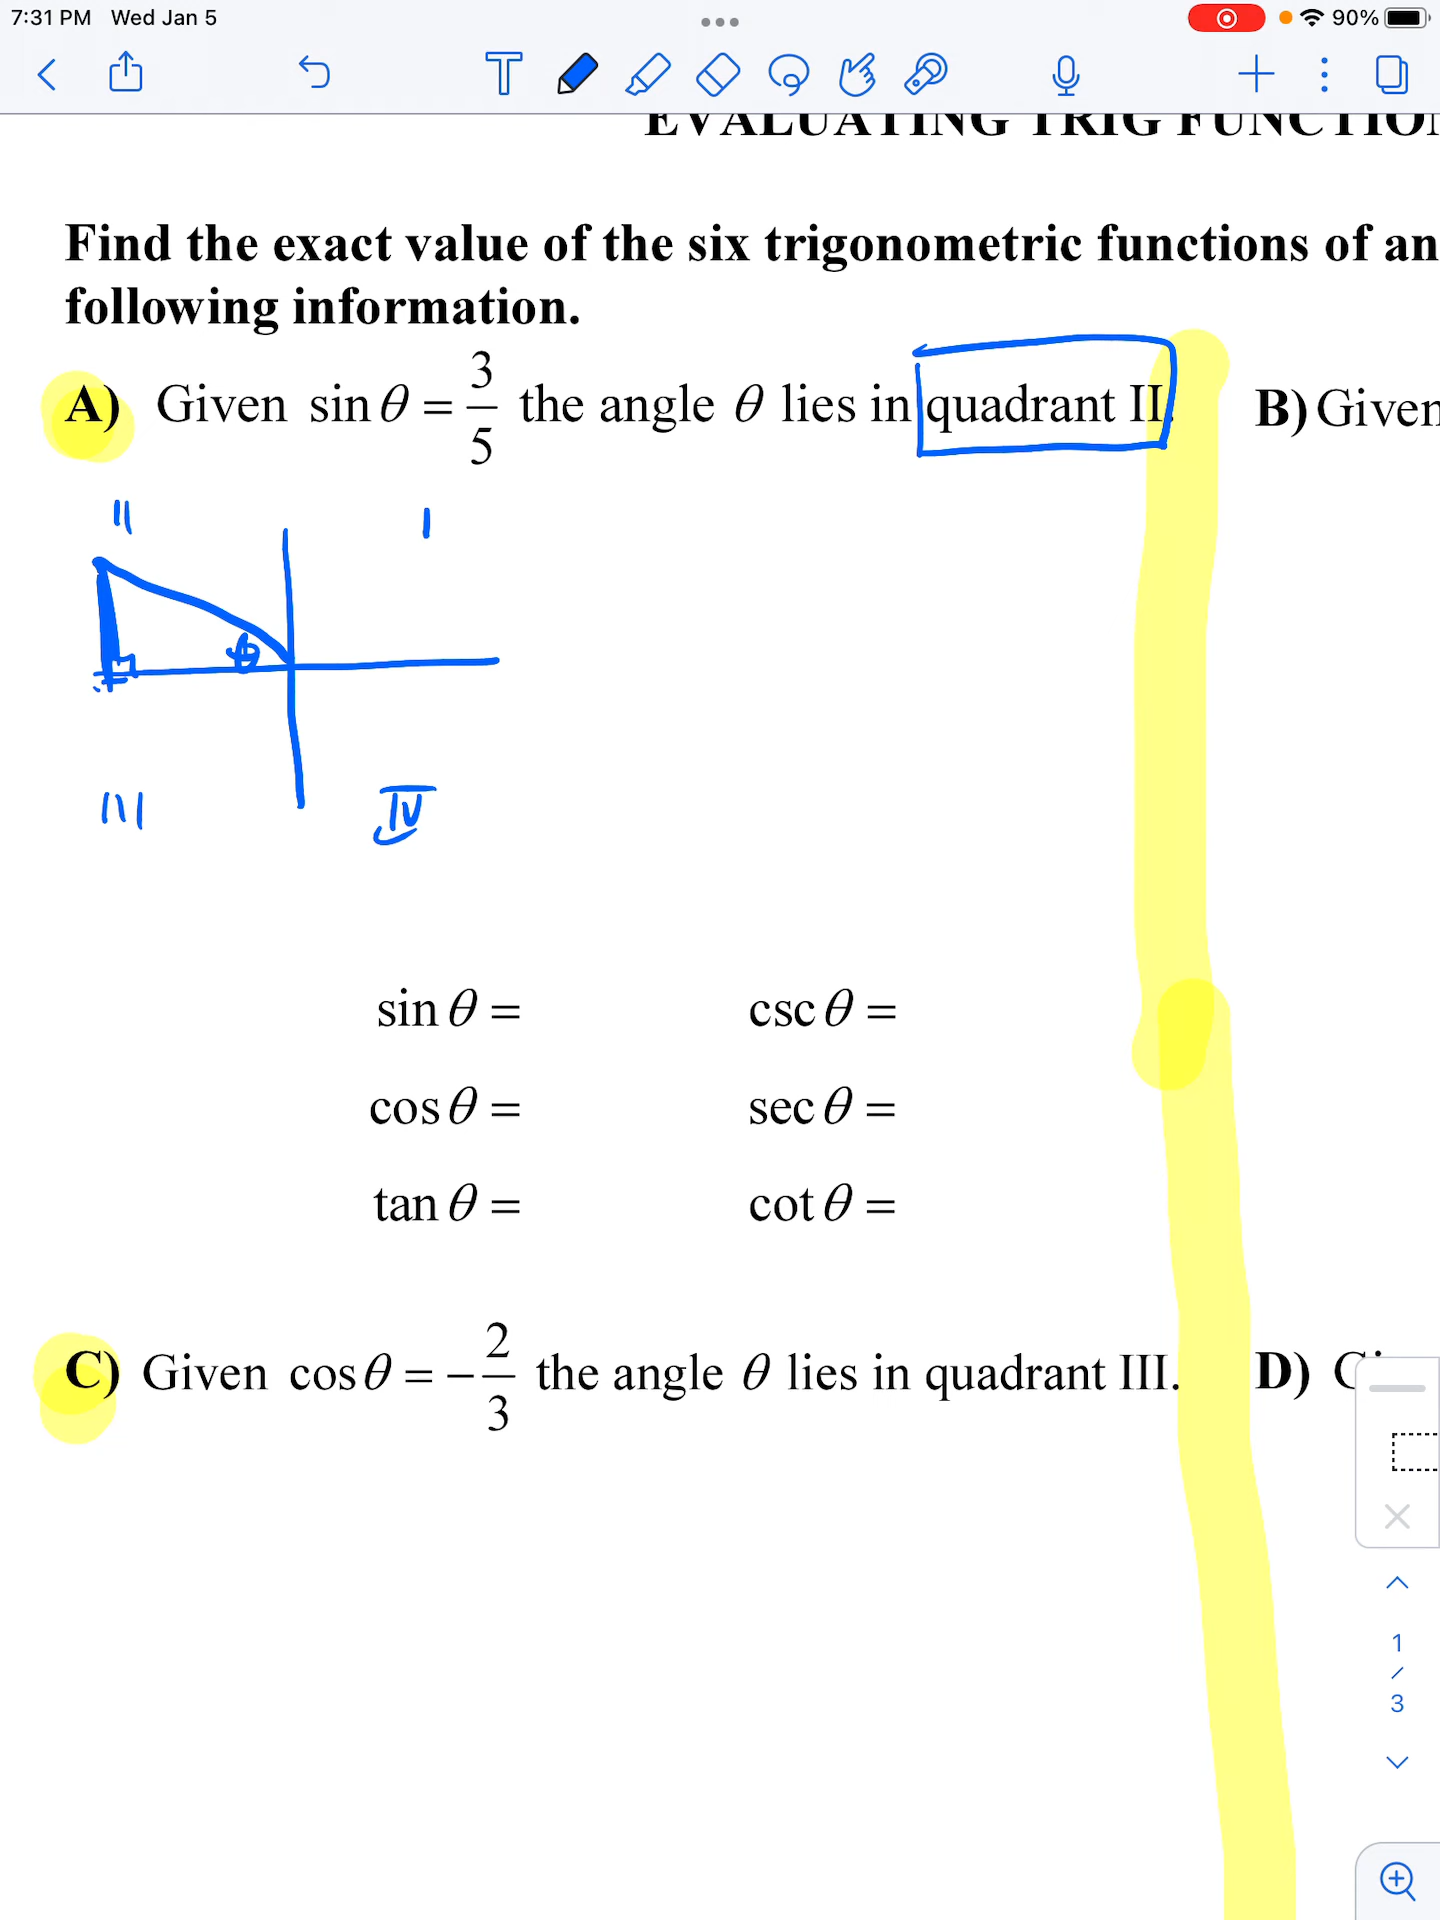 7:31 PM Wed Jan 5
90%
T
EVALUATING TRIG FUNCTIO
Find the exact value of the six trigonometric functions of an
following information.
A) Given sin θ = 3/5 the angle θ lies in quadrant II. B) Given
II I
θ
III IV
sin θ = csc θ =
cos θ = sec θ =
tan θ = cot θ =
C) Given cos θ = -2/3 the angle θ lies in quadrant III. D)
1
/
3